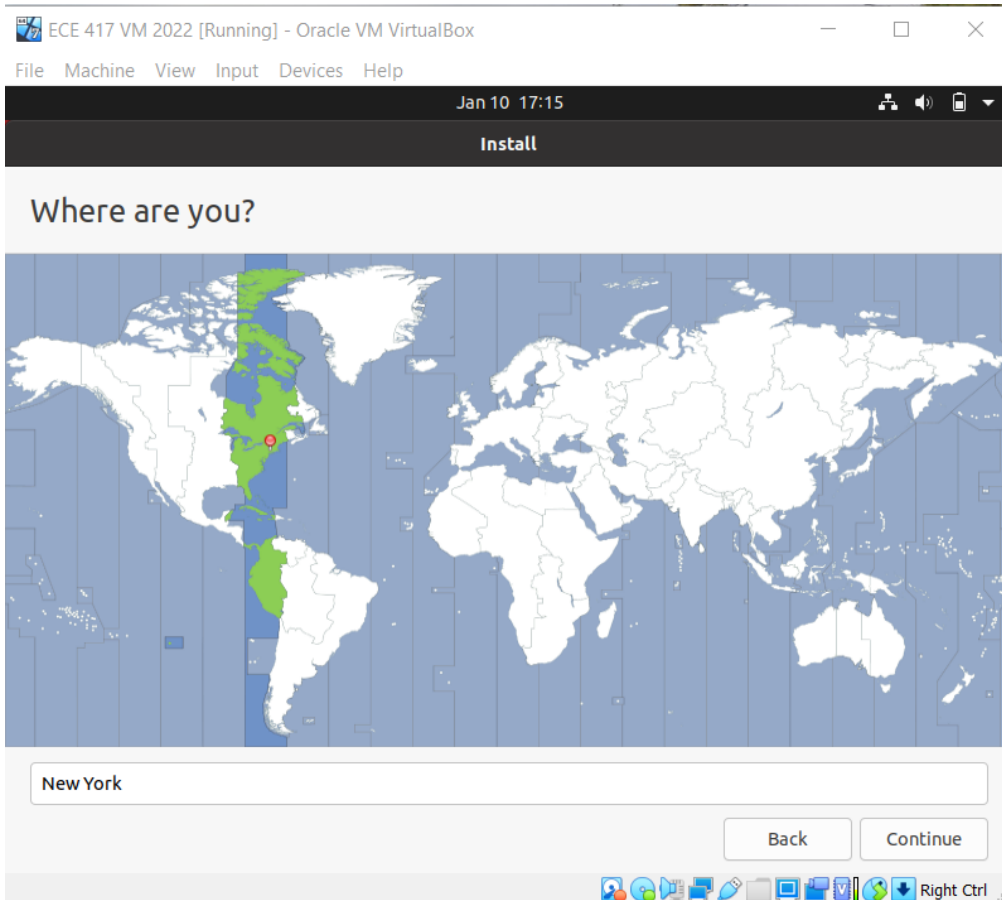 ECE 417 VM 2022 [Running] - Oracle VM VirtualBox
File Machine View Input Devices Help
Jan 10 17:15
Install
Where are you?
New York
Back Continue
Right Ctrl